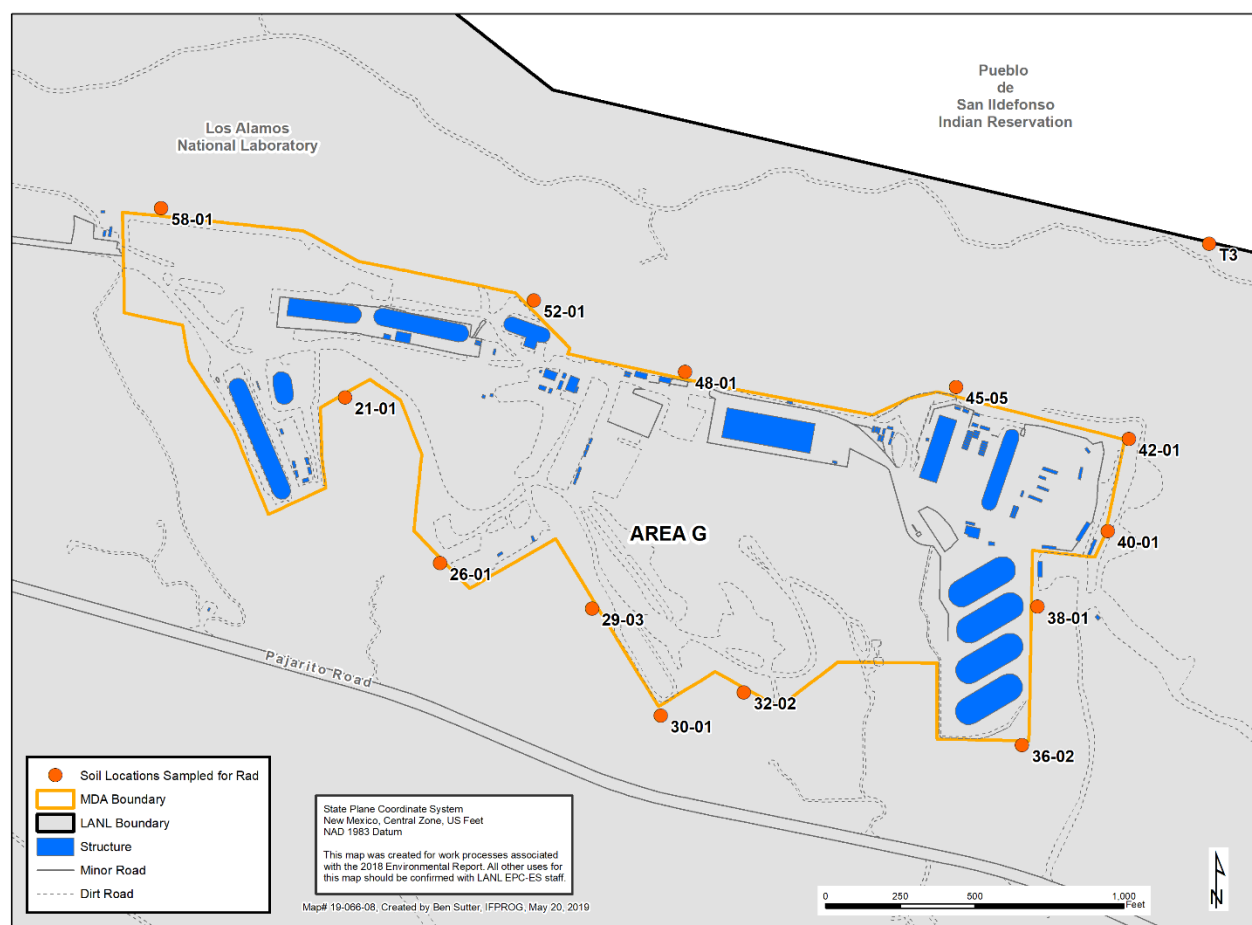 Pueblo
de
San Ildefonso
Indian Reservation
Los Alamos
National Laboratory
58-01
T3
52-01
48-01
45-05
21-01
42-01
AREA G
40-01
26-01
29-03
38-01
Pajarito Road
32-02
30-01
36-02
Soil Locations Sampled for Rad
MDA Boundary
LANL Boundary
Structure
Minor Road
Dirt Road
State Plane Coordinate System
New Mexico, Central Zone, US Feet
NAD 1983 Datum
This map was created for work processes associated
with the 2018 Environmental Report. All other uses for
this map should be confirmed with LANL EPC-ES staff.
Map# 19-066-08, Created by Ben Sutter, IFPROG, May 20, 2019
0 250 500 1,000
Feet
N